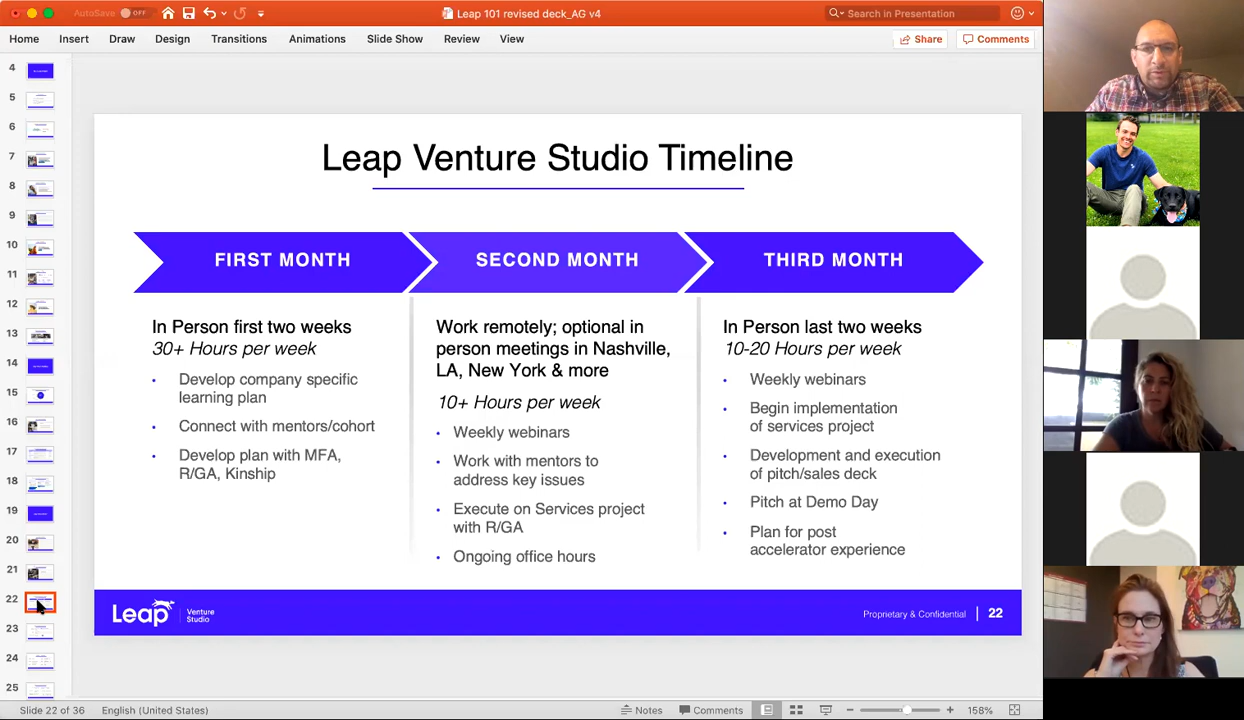 AutoSave OFF
Leap 101 revised deck_AG v4
Search in Presentation
Home Insert Draw Design Transitions Animations Slide Show Review View
Share Comments
4
5
6
7
8
9
10
11
12
13
14
15
16
17
18
19
20
21
22
23
24
25
Leap Venture Studio Timeline
FIRST MONTH
In Person first two weeks
30+ Hours per week
• Develop company specific
learning plan
• Connect with mentors/cohort
• Develop plan with MFA,
R/GA, Kinship
SECOND MONTH
Work remotely; optional in
person meetings in Nashville,
LA, New York & more
10+ Hours per week
• Weekly webinars
• Work with mentors to
address key issues
• Execute on Services project
with R/GA
• Ongoing office hours
THIRD MONTH
In Person last two weeks
10-20 Hours per week
• Weekly webinars
• Begin implementation
of services project
• Development and execution
of pitch/sales deck
• Pitch at Demo Day
• Plan for post
accelerator experience
Leap Venture
Studio
Proprietary & Confidential | 22
Slide 22 of 36 English (United States) Notes Comments 158%